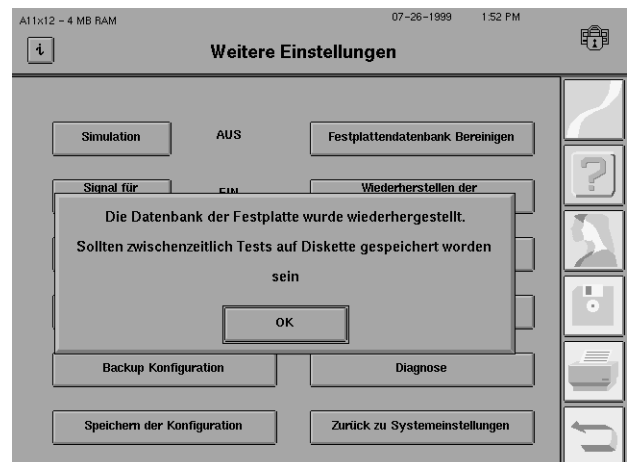 A11x12 – 4 MB RAM
07-26-1999 1:52 PM
i
Weitere Einstellungen
Simulation
AUS
Festplattendatenbank Bereinigen
Signal für
EIN
Wiederherstellen der
Die Datenbank der Festplatte wurde wiederhergestellt.
Sollten zwischenzeitlich Tests auf Diskette gespeichert worden
sein
OK
Backup Konfiguration
Diagnose
Speichern der Konfiguration
Zurück zu Systemeinstellungen